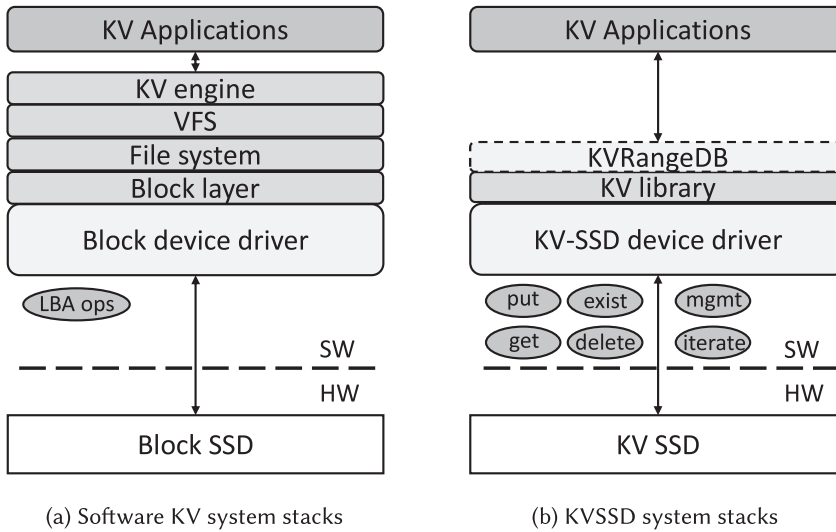 KV Applications
KV engine
VFS
File system
Block layer
Block device driver
LBA ops
SW
HW
Block SSD
(a) Software KV system stacks
KV Applications
KVRangeDB
KV library
KV-SSD device driver
put exist mgmt
get delete iterate
SW
HW
KV SSD
(b) KVSSD system stacks